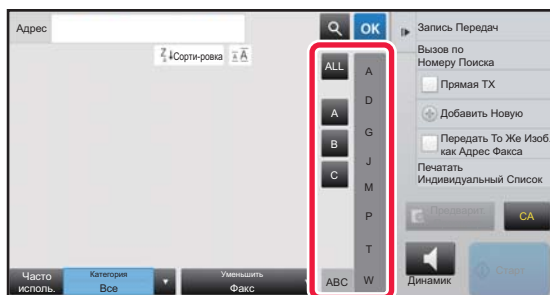 Адрес
OK
Z↓Сорти-ровка
A Ā
ALL
A
B
C
ABC
A
D
G
J
M
P
T
W
Часто
исполь.
Категория
Все
Уменьшить
Факс
Запись Передач
Вызов по
Номеру Поиска
Прямая TX
Добавить Новую
Передать То Же Изоб.
как Адрес Факса
Печатать
Индивидуальный Список
Предварит.
CA
Динамик
Старт